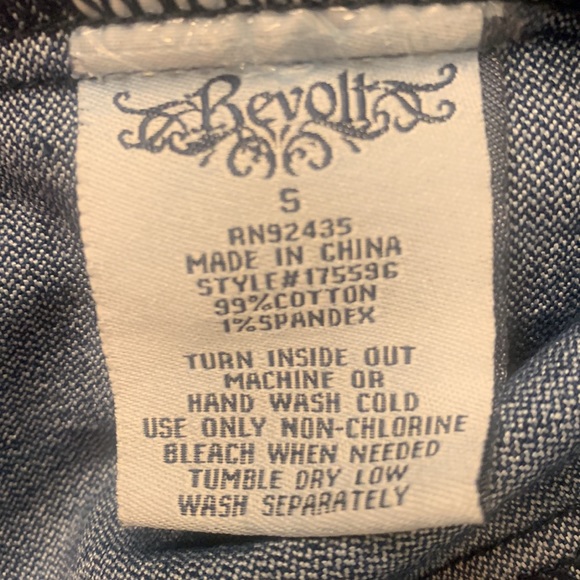 Revolt
S
RN92435
MADE IN CHINA
STYLE#175596
99%COTTON
1%SPANDEX
TURN INSIDE OUT
MACHINE OR
HAND WASH COLD
USE ONLY NON-CHLORINE
BLEACH WHEN NEEDED
TUMBLE DRY LOW
WASH SEPARATELY